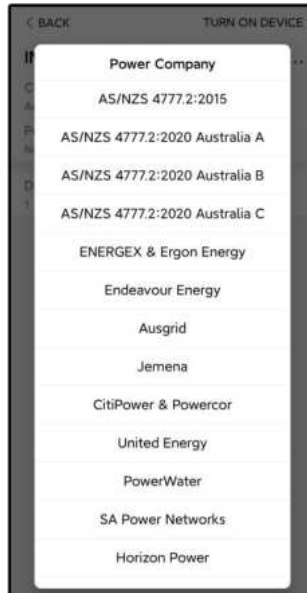 < BACK TURN ON DEVICE
Power Company
AS/NZS 4777.2:2015
AS/NZS 4777.2:2020 Australia A
AS/NZS 4777.2:2020 Australia B
AS/NZS 4777.2:2020 Australia C
ENERGEX & Ergon Energy
Endeavour Energy
Ausgrid
Jemena
CitiPower & Powercor
United Energy
PowerWater
SA Power Networks
Horizon Power